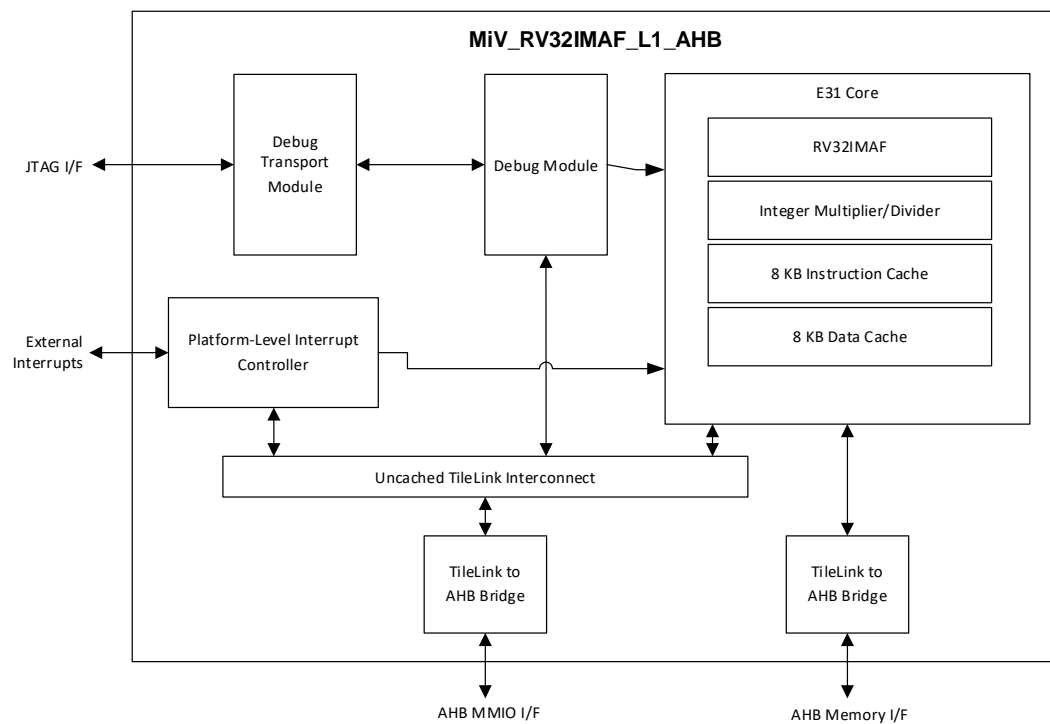 MiV_RV32IMAF_L1_AHB
E31 Core
RV32IMAF
Integer Multiplier/Divider
8 KB Instruction Cache
8 KB Data Cache
Debug
Transport
Module
Debug Module
JTAG I/F
External
Interrupts
Platform-Level Interrupt
Controller
Uncached TileLink Interconnect
TileLink to
AHB Bridge
TileLink to
AHB Bridge
AHB MMIO I/F
AHB Memory I/F